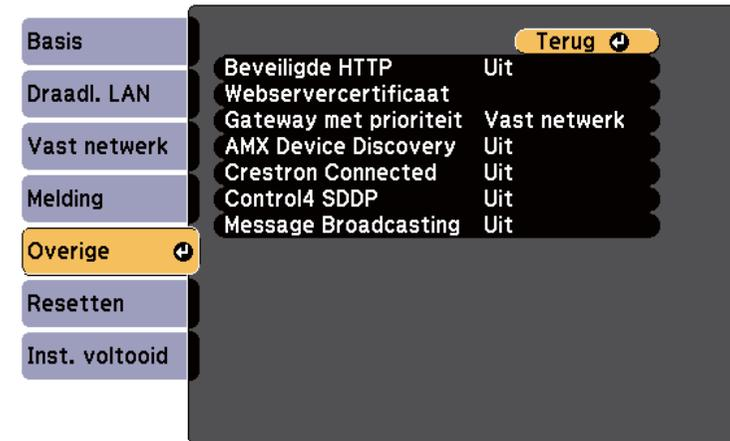 Basis
Draadl. LAN
Vast netwerk
Melding
Overige
Resetten
Inst. voltooid
Terug
Beveiligde HTTP Uit
Webservercertificaat
Gateway met prioriteit Vast netwerk
AMX Device Discovery Uit
Crestron Connected Uit
Control4 SDDP Uit
Message Broadcasting Uit